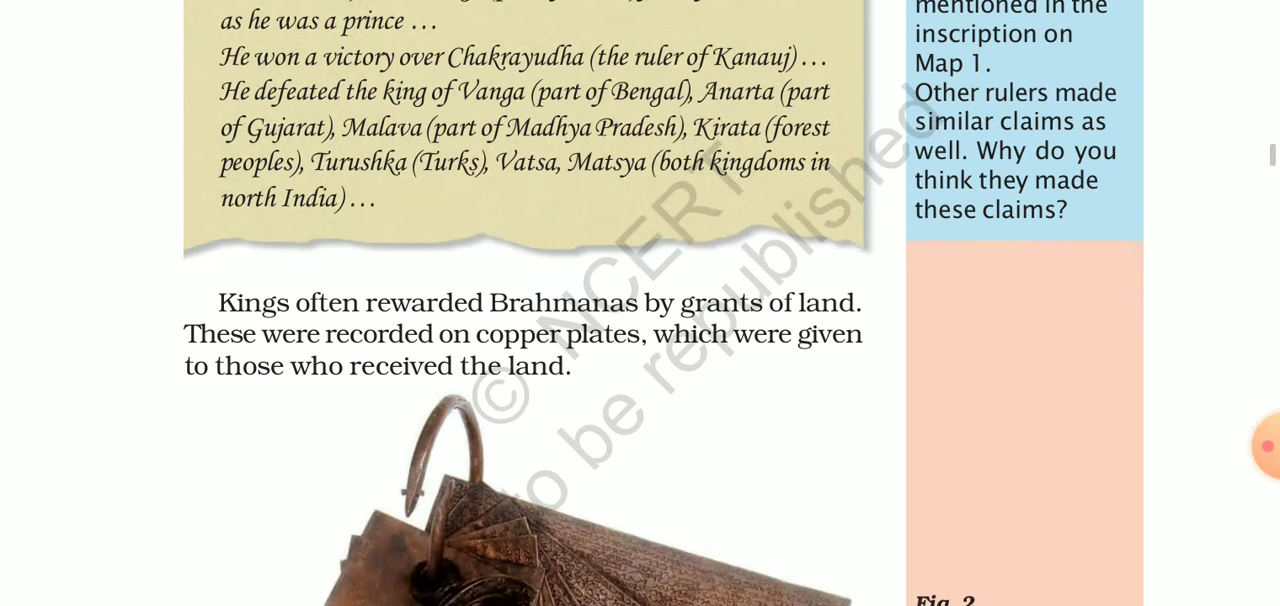 as he was a prince …
He won a victory over Chakrayudha (the ruler of Kanauj) …
He defeated the king of Vanga (part of Bengal), Anarta (part
of Gujarat), Malava (part of Madhya Pradesh), Kirata (forest
peoples), Turushka (Turks), Vatsa, Matsya (both kingdoms in
north India) …
mentioned in the
inscription on
Map 1.
Other rulers made
similar claims as
well. Why do you
think they made
these claims?
Kings often rewarded Brahmanas by grants of land.
These were recorded on copper plates, which were given
to those who received the land.
© NCERT
to be republished
Fig. 2